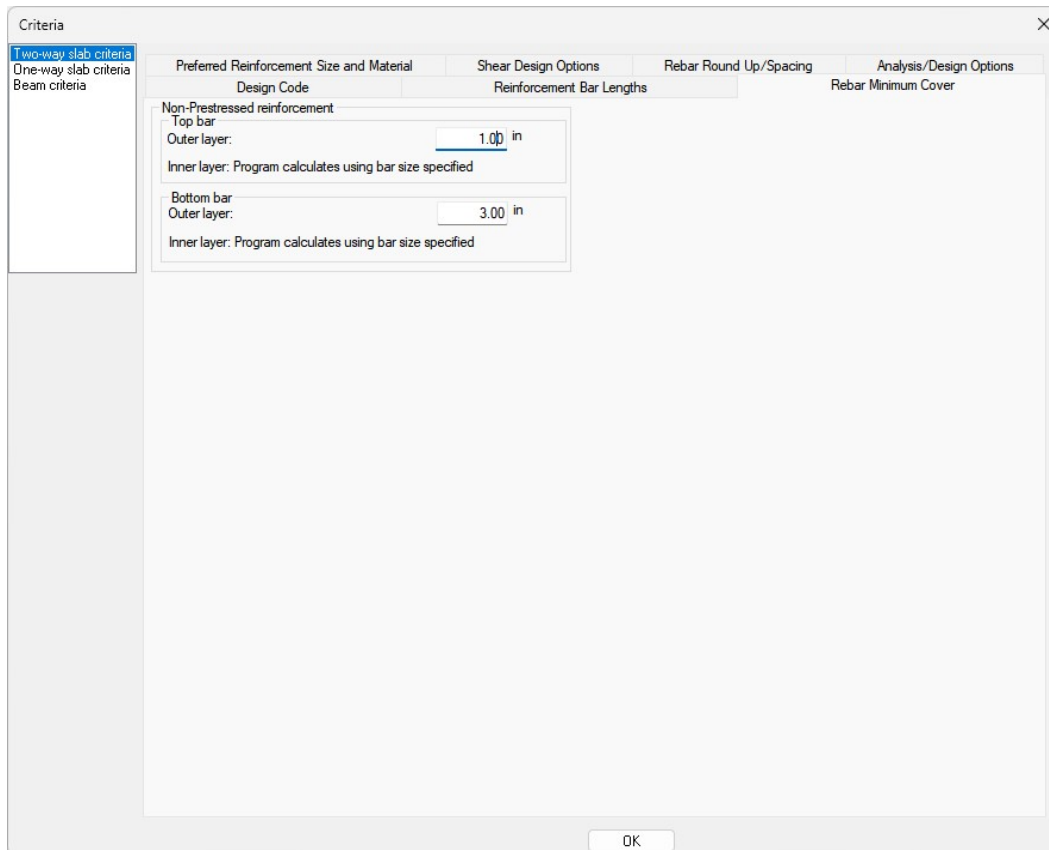 Criteria
Two-way slab criteria
One-way slab criteria
Beam criteria
Preferred Reinforcement Size and Material
Shear Design Options
Rebar Round Up/Spacing
Analysis/Design Options
Design Code
Reinforcement Bar Lengths
Rebar Minimum Cover
Non-Prestressed reinforcement
Top bar
Outer layer: 1.00 in
Inner layer: Program calculates using bar size specified
Bottom bar
Outer layer: 3.00 in
Inner layer: Program calculates using bar size specified
OK